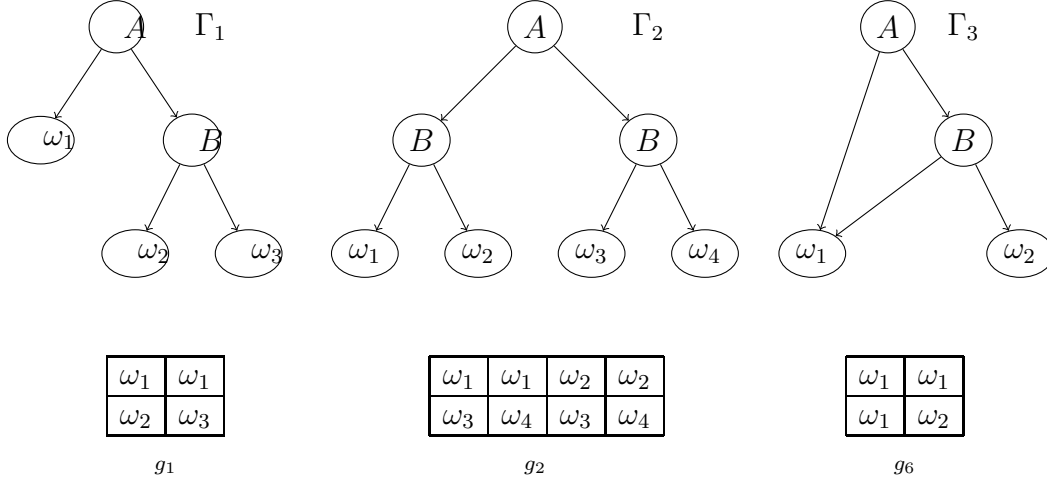 A Γ₁ A Γ₂ A Γ₃
ω₁ B B B B
ω₂ ω₃ ω₁ ω₂ ω₃ ω₄ ω₁ ω₂
ω₁ ω₁ ω₁ ω₁ ω₂ ω₂ ω₁ ω₁
ω₂ ω₃ ω₃ ω₄ ω₃ ω₄ ω₁ ω₂
g₁ g₂ g₆